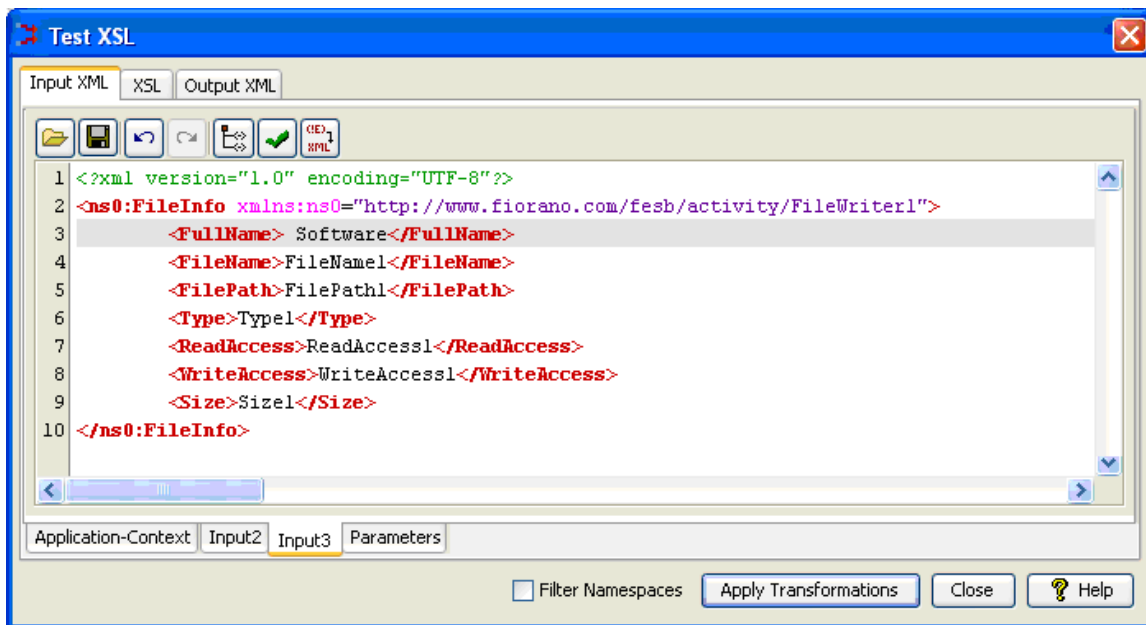 Test XSL
Input XML XSL Output XML
(IE) XML
1 <?xml version="1.0" encoding="UTF-8"?>
2 <ns0:FileInfo xmlns:ns0="http://www.fiorano.com/fesb/activity/FileWriter1">
3 <FullName> Software</FullName>
4 <FileName>FileName1</FileName>
5 <FilePath>FilePath1</FilePath>
6 <Type>Type1</Type>
7 <ReadAccess>ReadAccess1</ReadAccess>
8 <WriteAccess>WriteAccess1</WriteAccess>
9 <Size>Size1</Size>
10 </ns0:FileInfo>
Application-Context Input2 Input3 Parameters
Filter Namespaces Apply Transformations Close Help